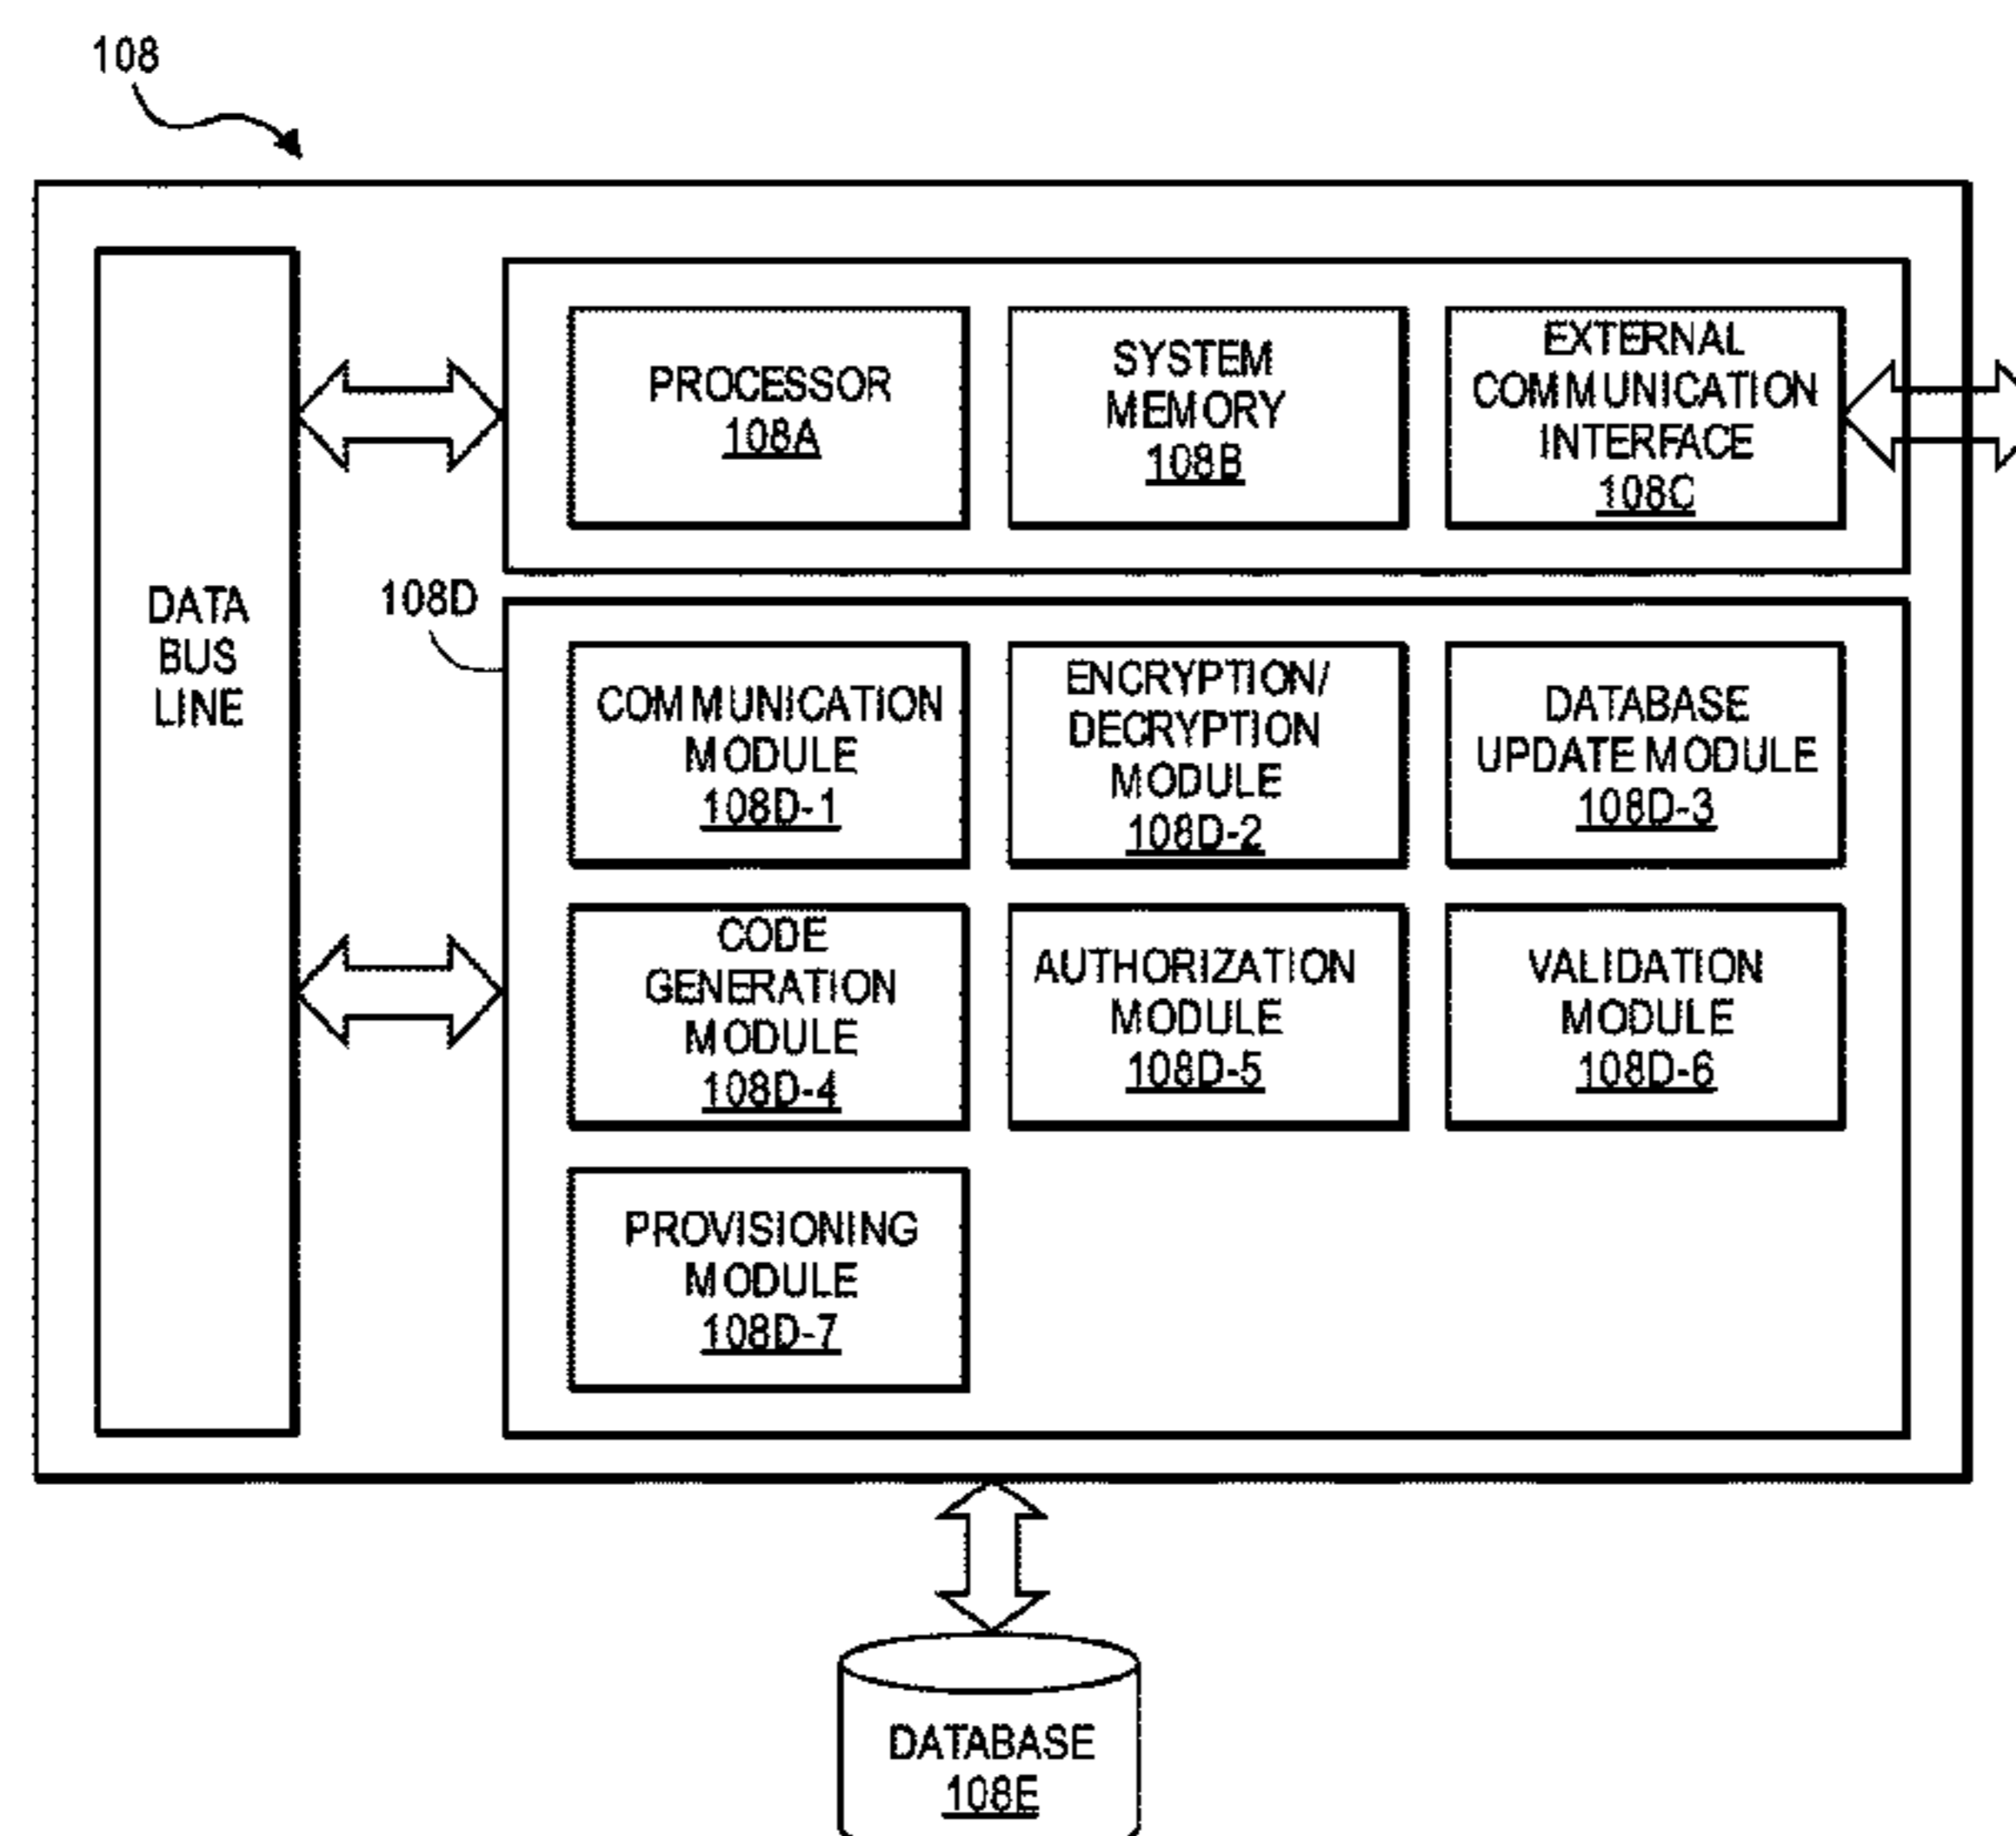 108
DATA
BUS
LINE
PROCESSOR
108A
SYSTEM
MEMORY
108B
EXTERNAL
COMMUNICATION
INTERFACE
108C
108D
COMMUNICATION
MODULE
108D-1
ENCRYPTION/
DECRYPTION
MODULE
108D-2
DATABASE
UPDATE MODULE
108D-3
CODE
GENERATION
MODULE
108D-4
AUTHORIZATION
MODULE
108D-5
VALIDATION
MODULE
108D-6
PROVISIONING
MODULE
108D-7
DATABASE
108E